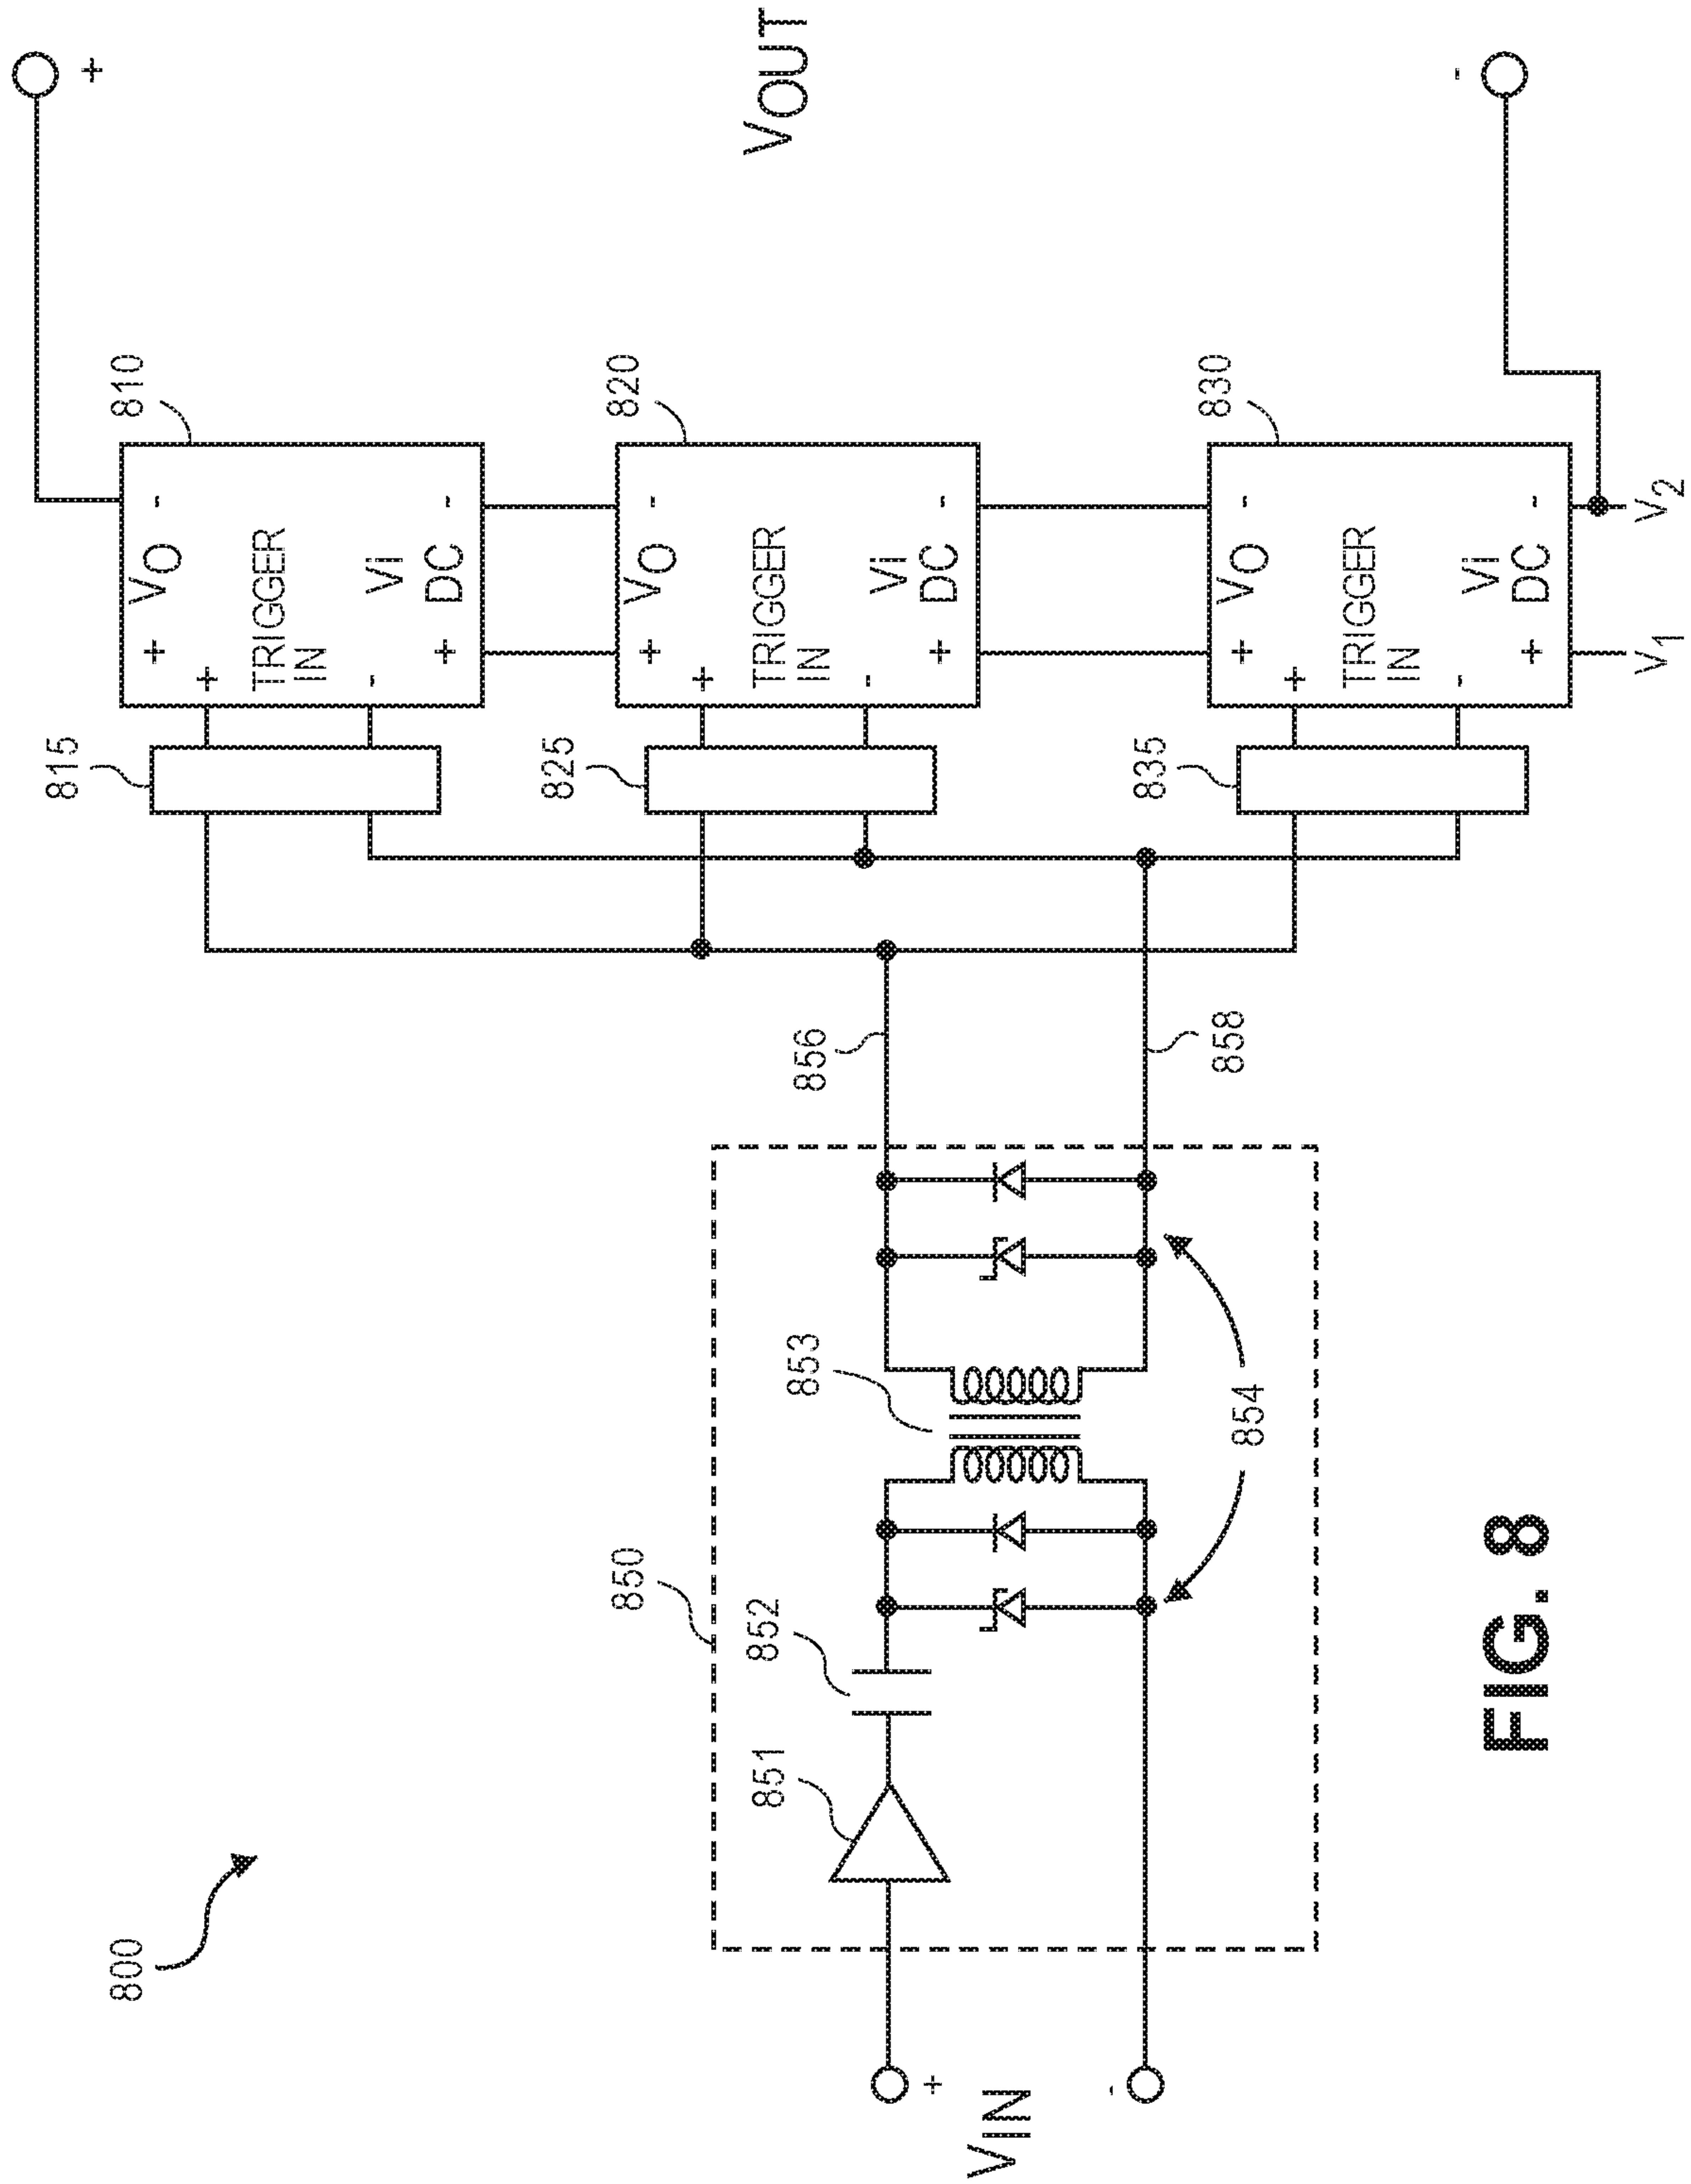 800
VIN
+
-
850
851
852
853
854
856
858
815
+
TRIGGER
IN
-
+ VO -
+ Vi DC -
810
825
+
TRIGGER
IN
-
+ VO -
+ Vi DC -
820
835
+
TRIGGER
IN
-
+ VO -
+ Vi DC -
830
V1
V2
+
VOUT
-
FIG. 8